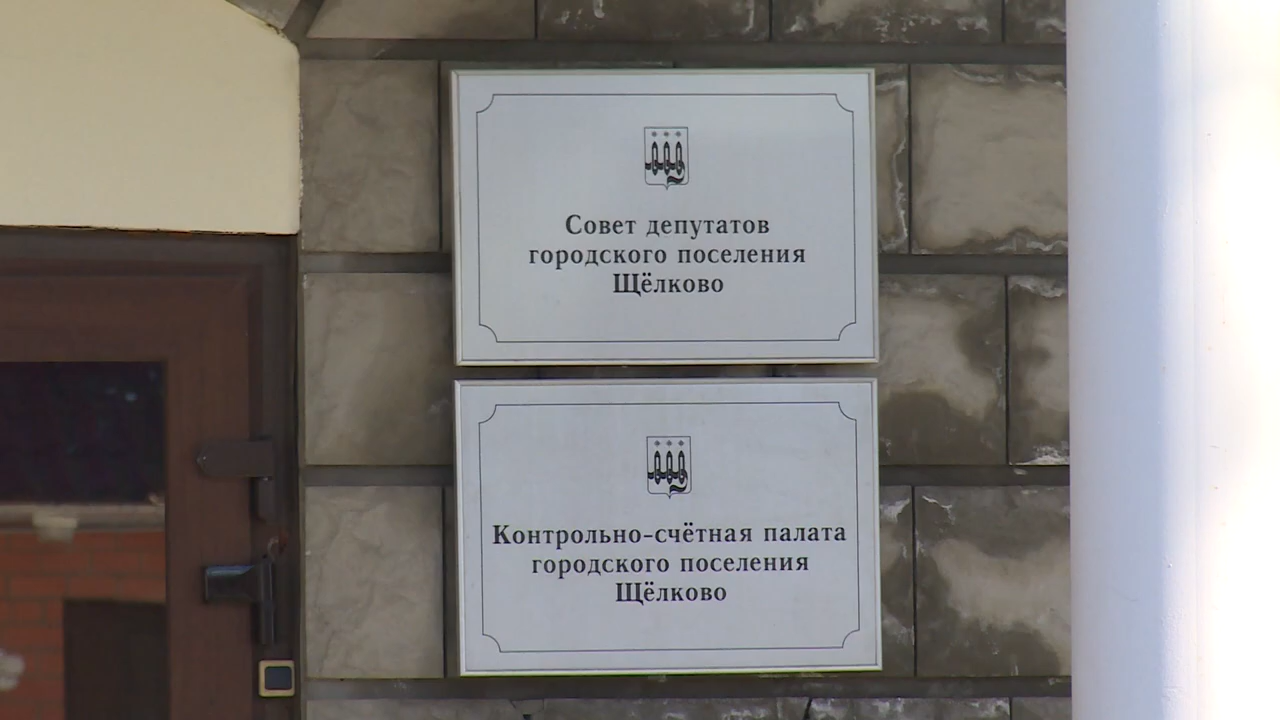 Совет депутатов
городского поселения
Щёлково
Контрольно-счётная палата
городского поселения
Щёлково